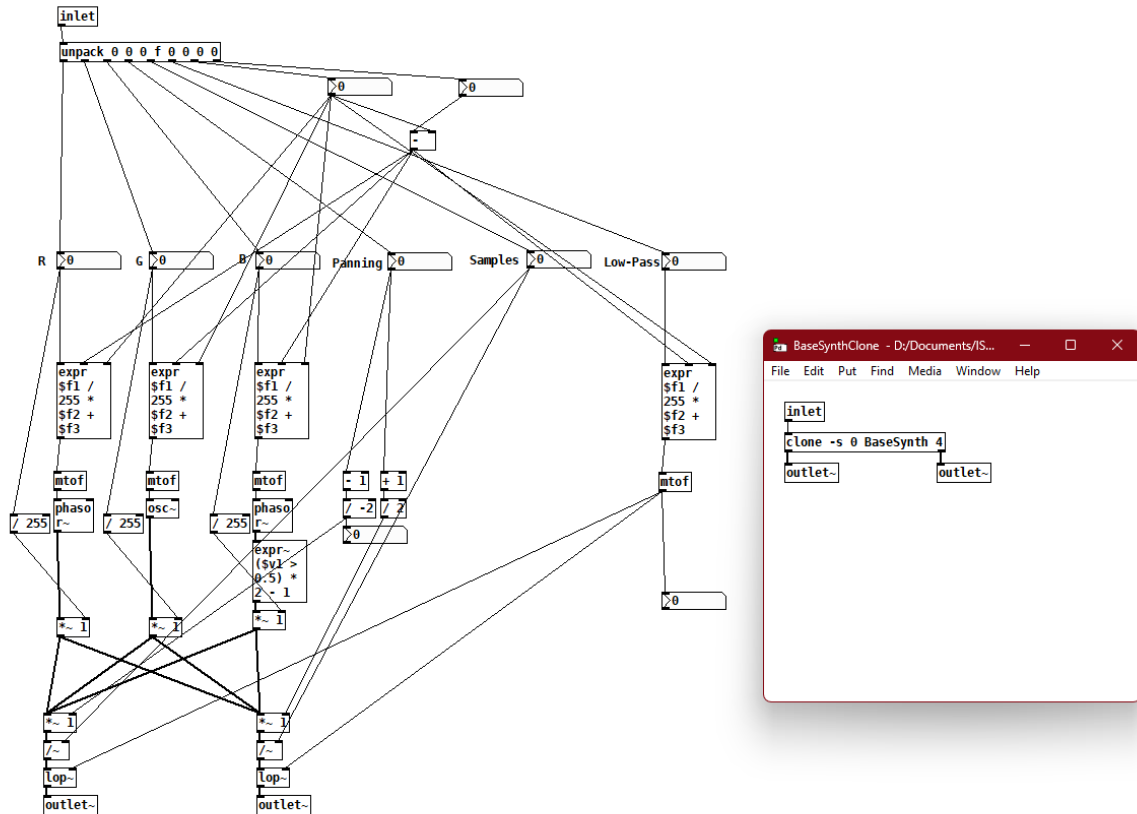 inlet
unpack 0 0 0 f 0 0 0 0
0
0
-
R
0
G
0
B
0
Panning
0
Samples
0
Low-Pass
0
expr
$f1 /
255 *
$f2 +
$f3
expr
$f1 /
255 *
$f2 +
$f3
expr
$f1 /
255 *
$f2 +
$f3
expr
$f1 /
255 *
$f2 +
$f3
mtof
mtof
mtof
- 1
+ 1
mtof
phaso
r~
osc~
phaso
r~
/ -2
/ 2
/ 255
/ 255
/ 255
0
expr~
($v1 >
0.5) *
2 - 1
0
*~ 1
*~ 1
*~ 1
*~ 1
*~ 1
/~
/~
lop~
lop~
outlet~
outlet~
BaseSynthClone - D:/Documents/IS...
File Edit Put Find Media Window Help
inlet
clone -s 0 BaseSynth 4
outlet~
outlet~